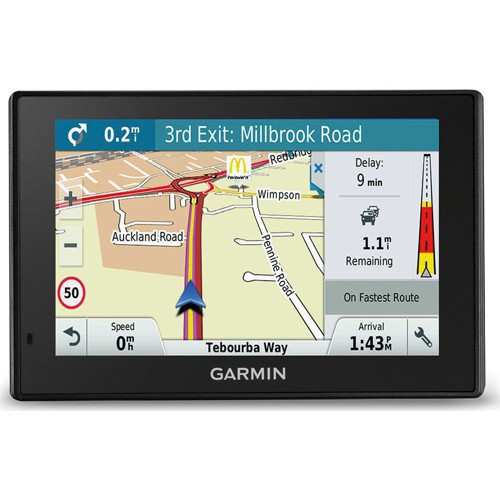 0.2 mi
3rd Exit: Millbrook Road
Redbridge
Wimpson
Auckland Road
Pennine Road
Delay:
9 min
1.1 mi
Remaining
On Fastest Route
50
Speed
0 mh
Tebourba Way
Arrival
1:43 PM
GARMIN